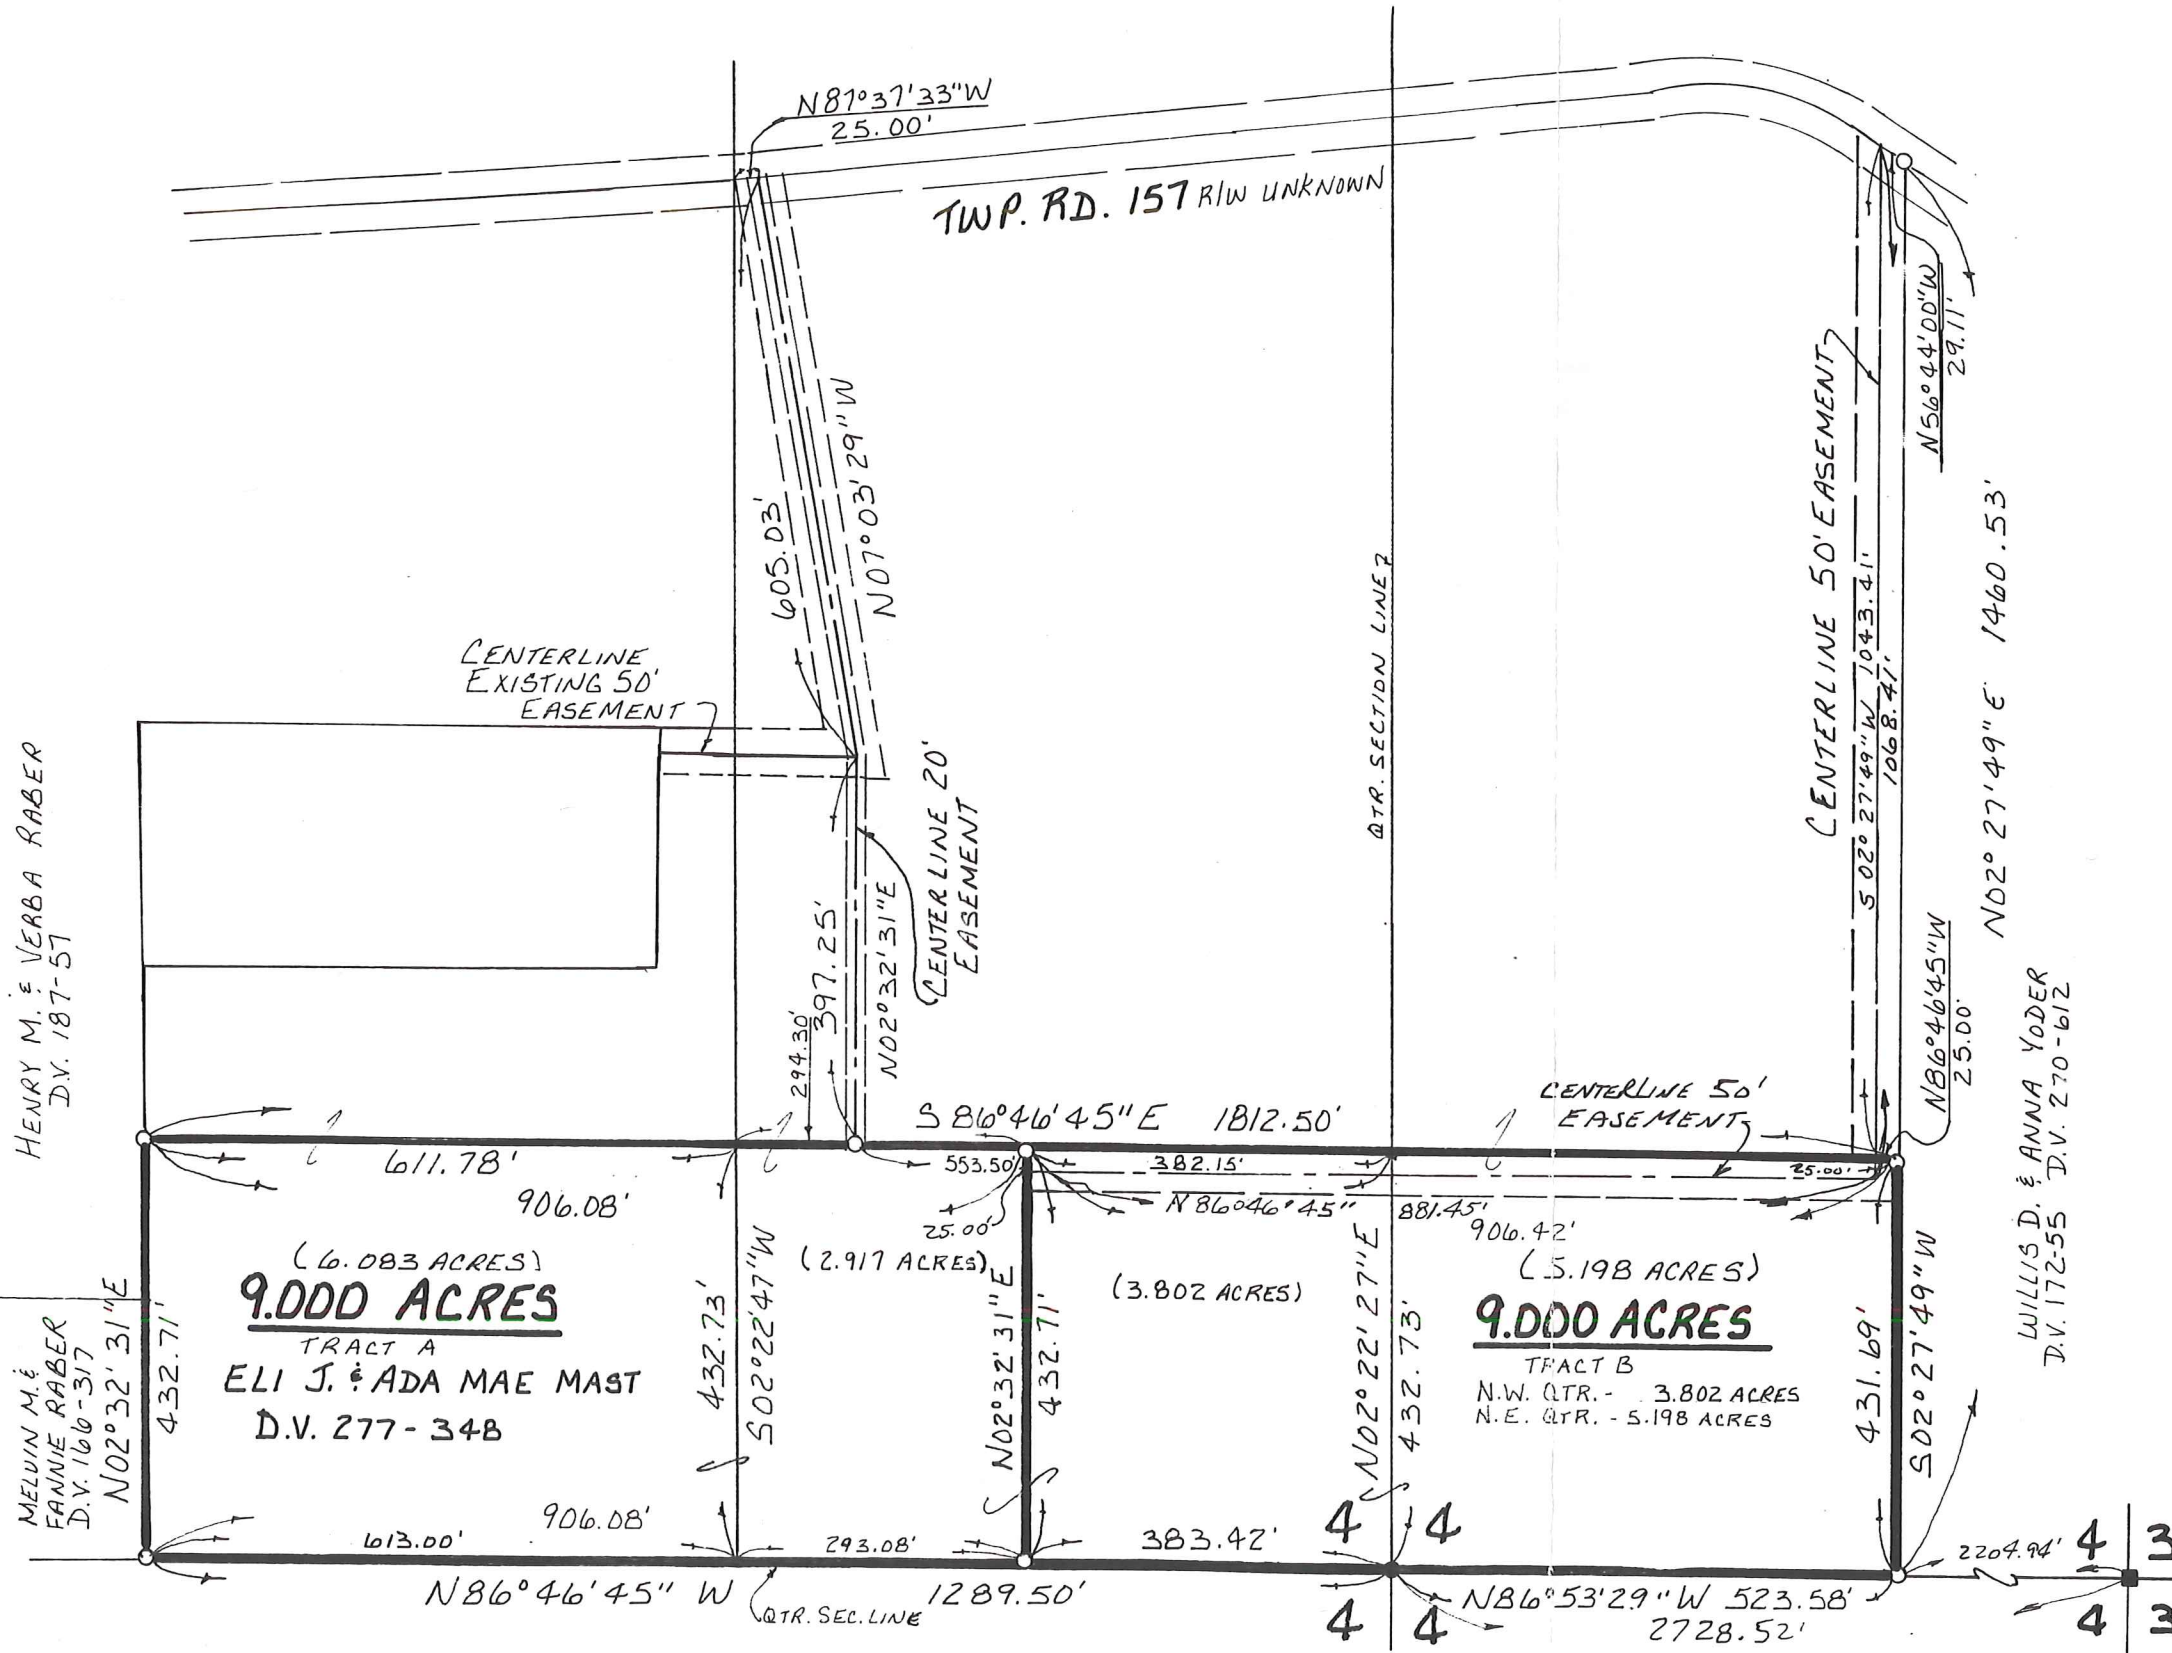 N87°37'33"W
25.00'
TWP. RD. 157 R/W UNKNOWN
N56°44'00"W
29.11'
605.03'
N07°03'29"W
CENTERLINE
EXISTING 50'
EASEMENT
QTR. SECTION LINE
CENTERLINE 50' EASEMENT
S 02° 27' 49" W 1043.41'
1068.41'
N02° 27' 49" E 1460.53'
HENRY M. & VERBA RABER
D.V. 187-57
CENTERLINE 20'
EASEMENT
294.30'
397.25'
N02°32'31"E
N86°46'45"W
25.00'
WILLIS D. & ANNA YODER
D.V. 172-55 D.V. 270-612
CENTERLINE 50'
EASEMENT
S 86°46'45" E 1812.50'
611.78'
553.50'
382.15'
25.00'
906.08'
25.00'
N 86°46'45"
881.45'
906.42'
(6.083 ACRES)
9.000 ACRES
TRACT A
ELI J. & ADA MAE MAST
D.V. 277-348
(2.917 ACRES)
(3.802 ACRES)
(5.198 ACRES)
9.000 ACRES
TRACT B
N.W. QTR. - 3.802 ACRES
N.E. QTR. - 5.198 ACRES
MELVIN M. &
FANNIE RABER
D.V. 166-317
N02°32'31"E
432.71'
432.73'
S02°22'47"W
N02°32'31"E
432.71'
N02°22'27"E
432.73'
431.69'
S02°27'49"W
613.00'
906.08'
293.08'
383.42'
4 4
2204.94'
4 3
N86°46'45" W 1289.50'
QTR. SEC. LINE
N86°53'29"W 523.58'
2728.52'
4 4
4 3